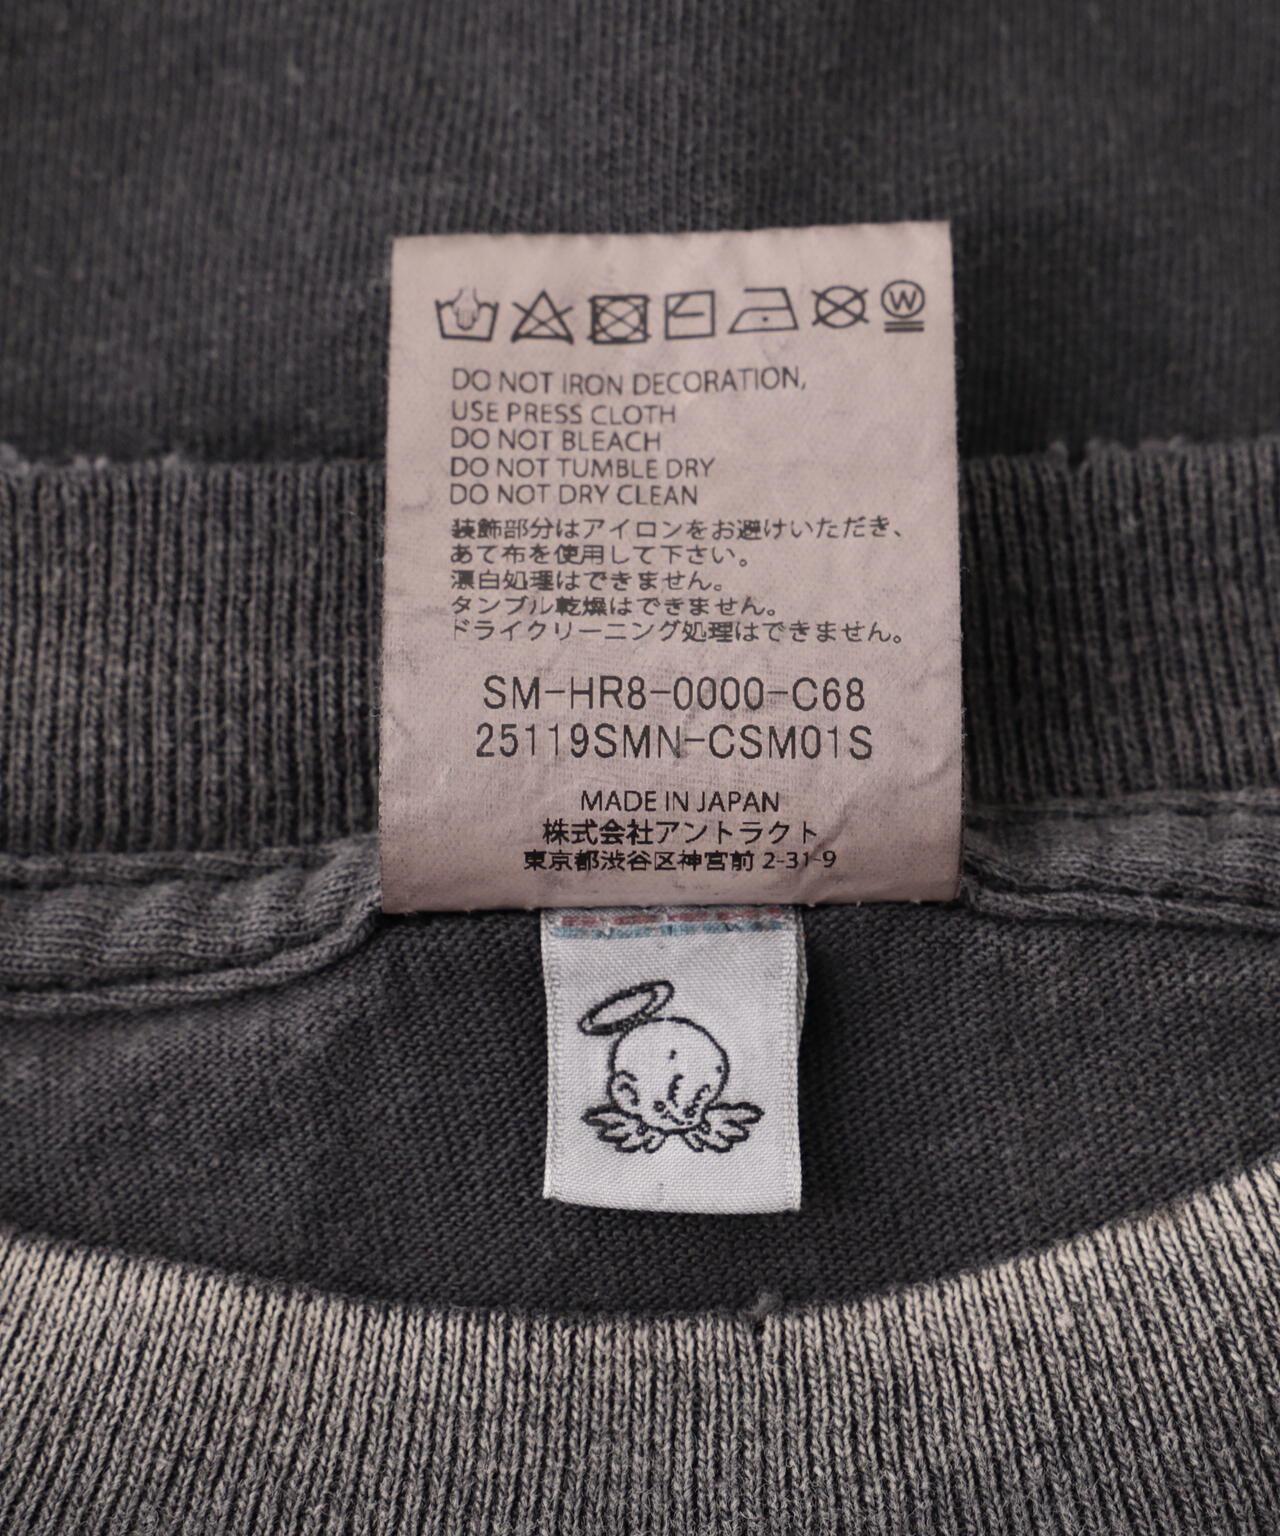 W
DO NOT IRON DECORATION,
USE PRESS CLOTH
DO NOT BLEACH
DO NOT TUMBLE DRY
DO NOT DRY CLEAN
装飾部分はアイロンをお避けいただき、
あて布を使用して下さい。
漂白処理はできません。
タンブル乾燥はできません。
ドライクリーニング処理はできません。
SM-HR8-0000-C68
25119SMN-CSM01S
MADE IN JAPAN
株式会社アントラクト
東京都渋谷区神宮前 2-31-9